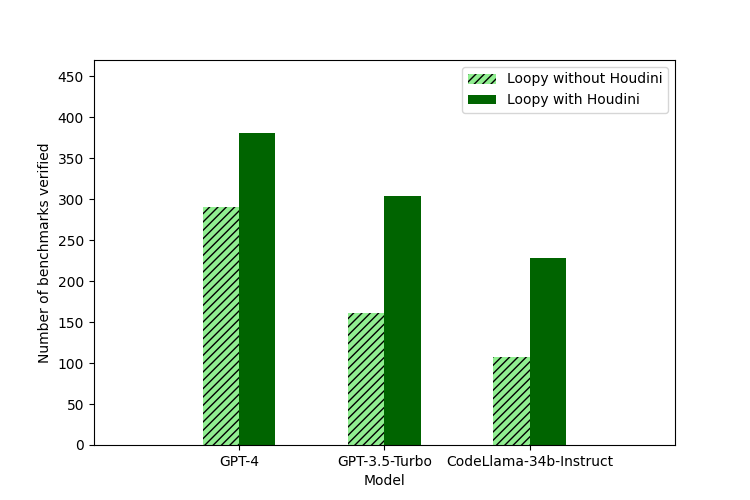 Loopy without Houdini
Loopy with Houdini
450
400
350
300
250
200
150
100
50
0
Number of benchmarks verified
GPT-4
GPT-3.5-Turbo
CodeLlama-34b-Instruct
Model